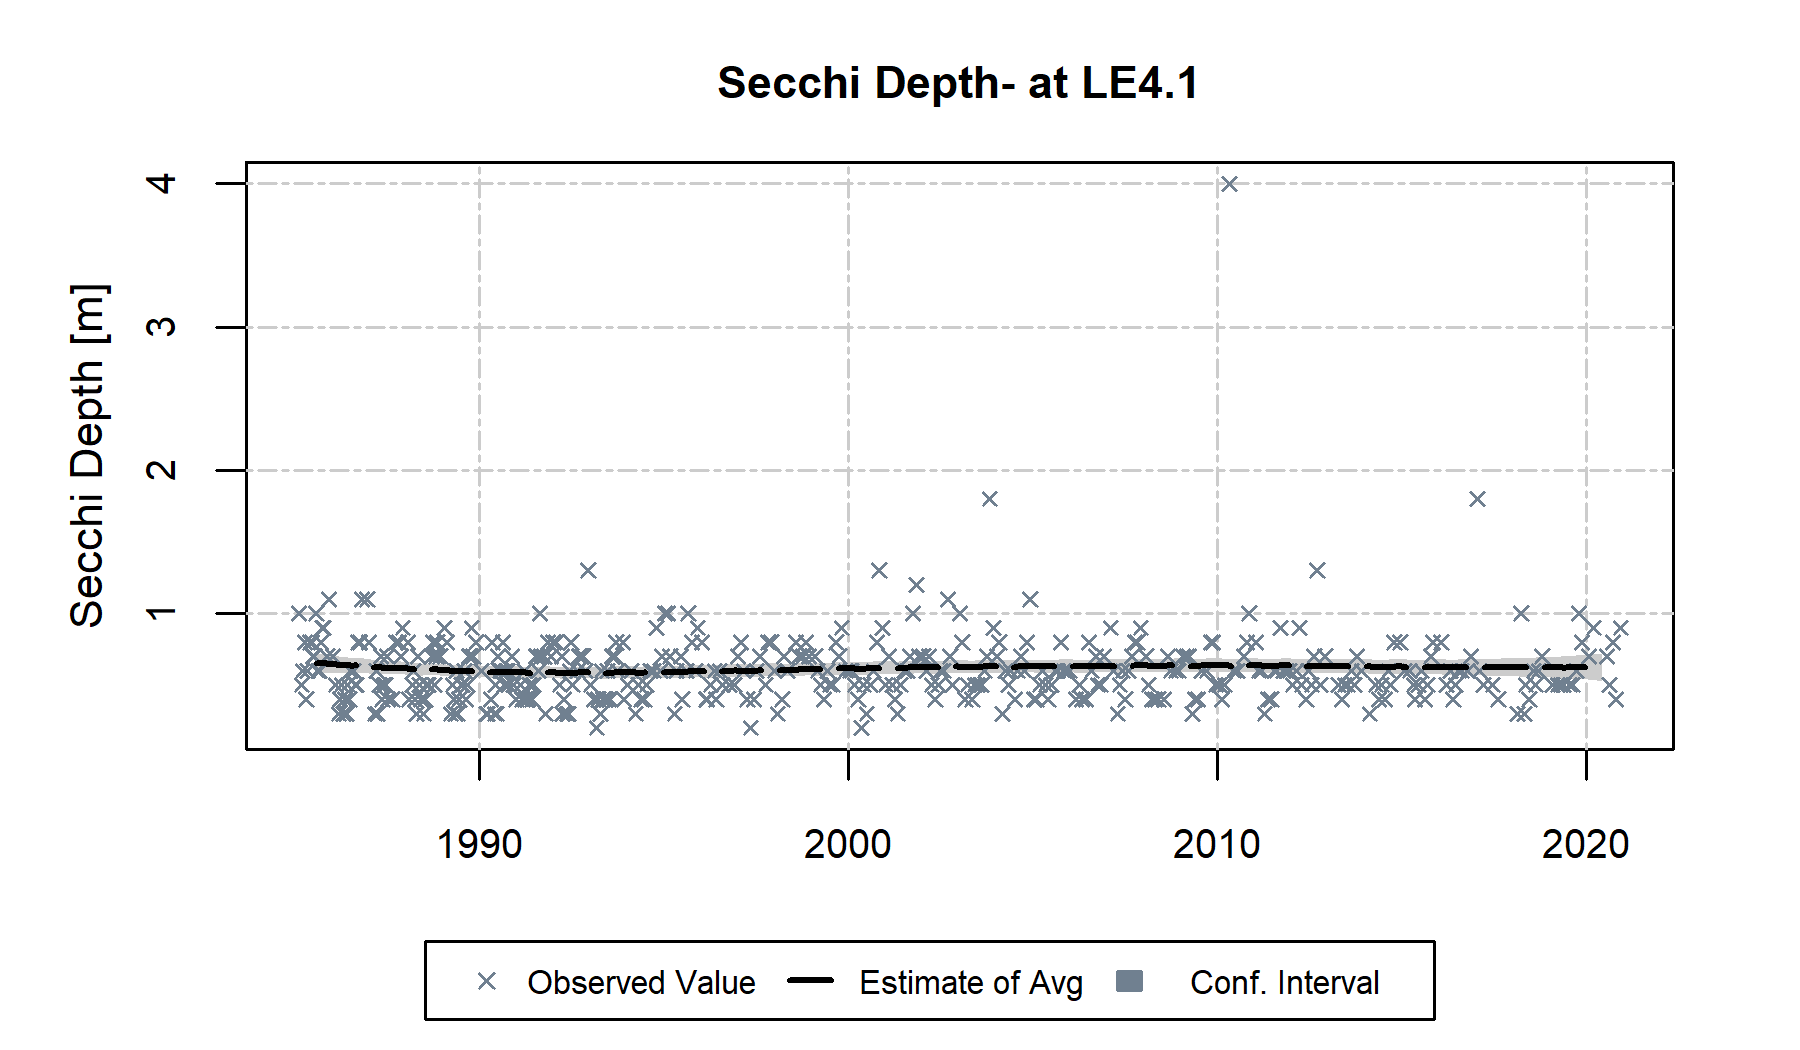 Secchi Depth- at LE4.1
Secchi Depth [m]
4
3
2
1
1990 2000 2010 2020
Observed Value Estimate of Avg Conf. Interval